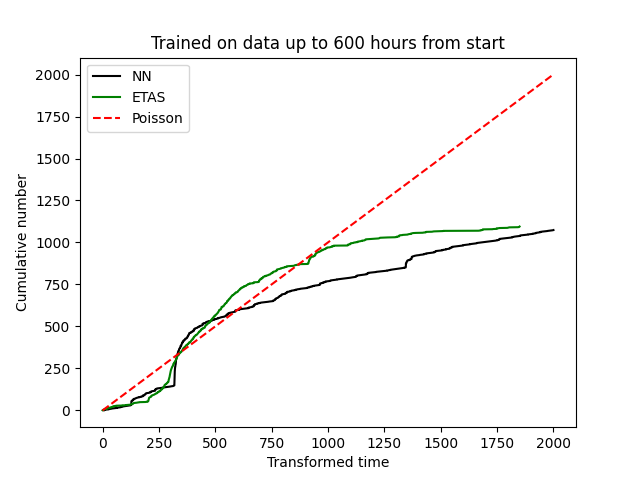 Trained on data up to 600 hours from start
NN
ETAS
Poisson
2000
1750
1500
1250
1000
750
500
250
0
Cumulative number
0 250 500 750 1000 1250 1500 1750 2000
Transformed time